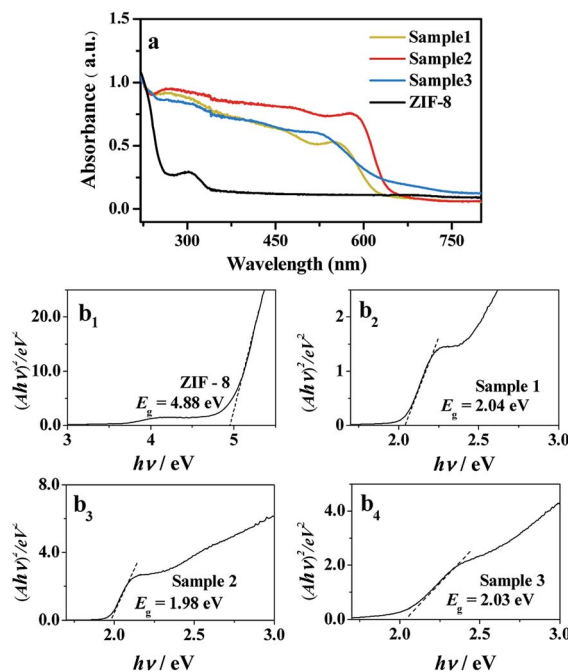 a
Sample1
Sample2
Sample3
ZIF-8
Absorbance ( a.u.)
1.5
1.0
0.5
0.0
300 450 600 750
Wavelength (nm)
b1
20.0
10.0
0.0
(Ahν)²/eV²
ZIF - 8
Eg = 4.88 eV
3 4 5
hν / eV
b2
2
1
0
(Ahν)²/eV²
Sample 1
Eg = 2.04 eV
2.0 2.5 3.0
hν / eV
b3
8.0
4.0
0.0
(Ahν)²/eV²
Sample 2
Eg = 1.98 eV
2.0 2.5 3.0
hν / eV
b4
4.0
2.0
0.0
(Ahν)²/eV²
Sample 3
Eg = 2.03 eV
2.0 2.5 3.0
hν / eV